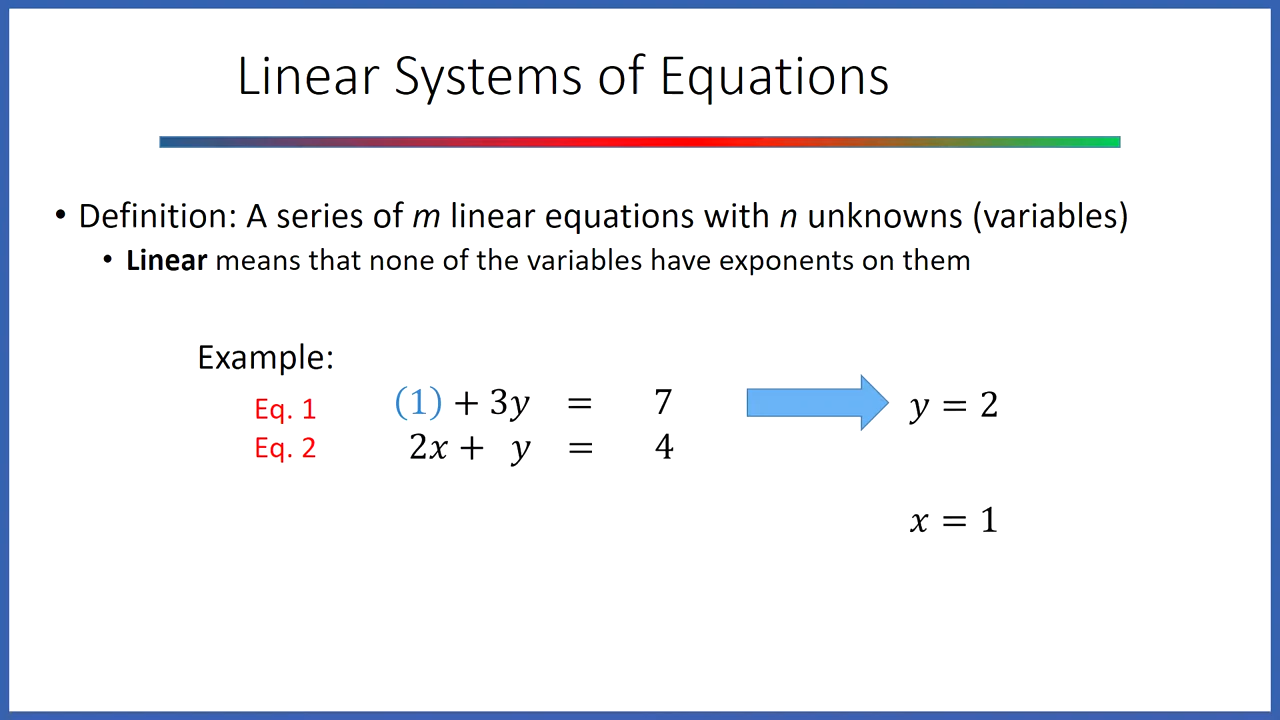 Linear Systems of Equations
• Definition: A series of m linear equations with n unknowns (variables)
• Linear means that none of the variables have exponents on them
Example:
Eq. 1 (1) + 3y = 7 y = 2
Eq. 2 2x + y = 4
x = 1